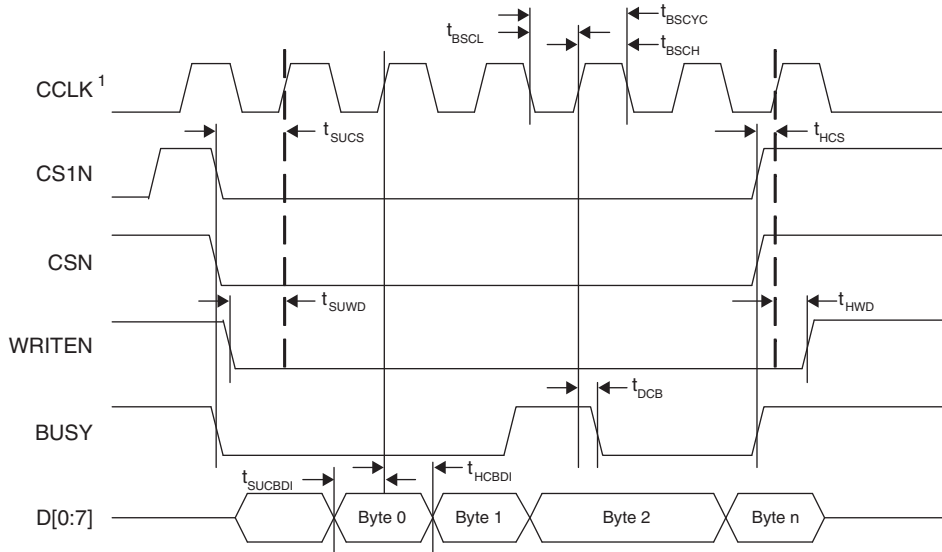 t_BSCYC
t_BSCL
t_BSCH
CCLK ¹
t_SUCS
t_HCS
CS1N
CSN
t_SUWD
t_HWD
WRITEN
t_DCB
BUSY
t_SUCBDI
t_HCBDI
D[0:7]
Byte 0
Byte 1
Byte 2
Byte n